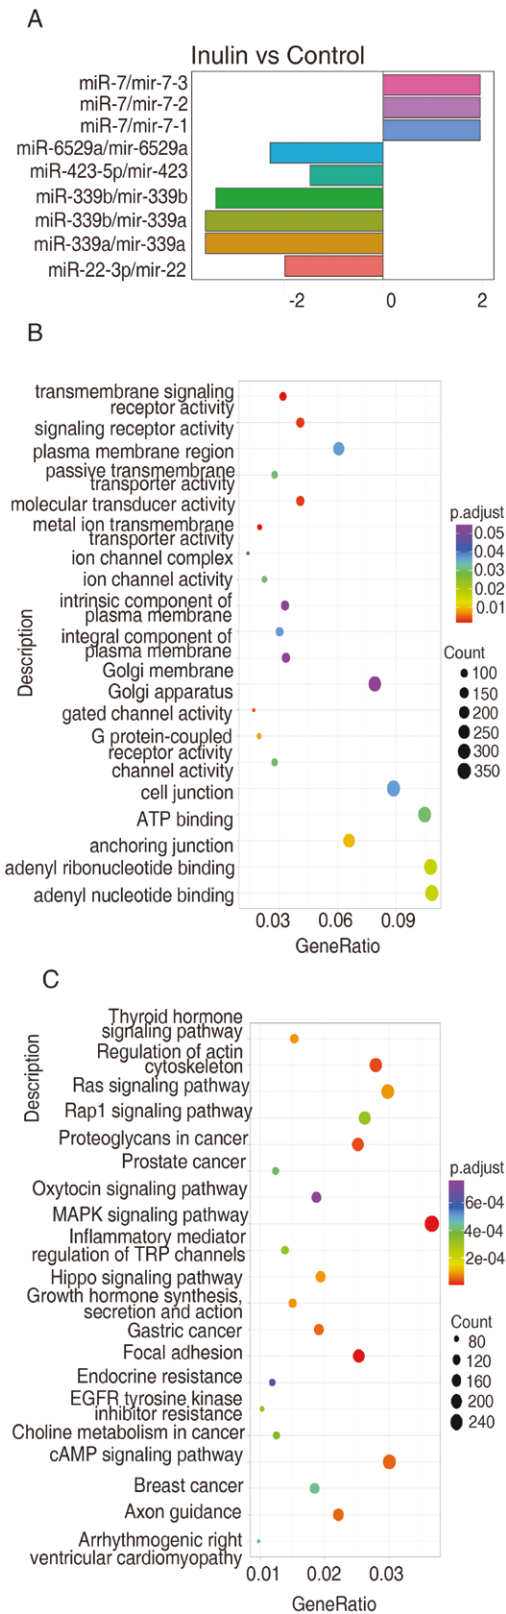 A
Inulin vs Control
miR-7/mir-7-3
miR-7/mir-7-2
miR-7/mir-7-1
miR-6529a/mir-6529a
miR-423-5p/mir-423
miR-339b/mir-339b
miR-339b/mir-339a
miR-339a/mir-339a
miR-22-3p/mir-22
-2 0 2
B
Description
transmembrane signaling
receptor activity
signaling receptor activity
plasma membrane region
passive transmembrane
transporter activity
molecular transducer activity
metal ion transmembrane
transporter activity
ion channel complex
ion channel activity
intrinsic component of
plasma membrane
integral component of
plasma membrane
Golgi membrane
Golgi apparatus
gated channel activity
G protein-coupled
receptor activity
channel activity
cell junction
ATP binding
anchoring junction
adenyl ribonucleotide binding
adenyl nucleotide binding
0.03 0.06 0.09
GeneRatio
p.adjust
0.05
0.04
0.03
0.02
0.01
Count
100
150
200
250
300
350
C
Description
Thyroid hormone
signaling pathway
Regulation of actin
cytoskeleton
Ras signaling pathway
Rap1 signaling pathway
Proteoglycans in cancer
Prostate cancer
Oxytocin signaling pathway
MAPK signaling pathway
Inflammatory mediator
regulation of TRP channels
Hippo signaling pathway
Growth hormone synthesis,
secretion and action
Gastric cancer
Focal adhesion
Endocrine resistance
EGFR tyrosine kinase
inhibitor resistance
Choline metabolism in cancer
cAMP signaling pathway
Breast cancer
Axon guidance
Arrhythmogenic right
ventricular cardiomyopathy
0.01 0.02 0.03
GeneRatio
p.adjust
6e-04
4e-04
2e-04
Count
80
120
160
200
240